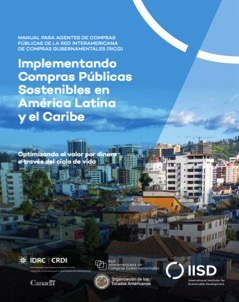 MANUAL PARA AGENTES DE COMPRAS
PÚBLICAS DE LA RED INTERAMERICANA
DE COMPRAS GUBERNAMENTALES (RICG)
Implementando
Compras Públicas
Sostenibles en
América Latina
y el Caribe
Optimizando el valor por dinero
a través del ciclo de vida
IDRC | CRDI
Red
Interamericana de
Compras Gubernamentales
IISD
International Institute for
Sustainable Development
Canada
Organización de los
Estados Americanos